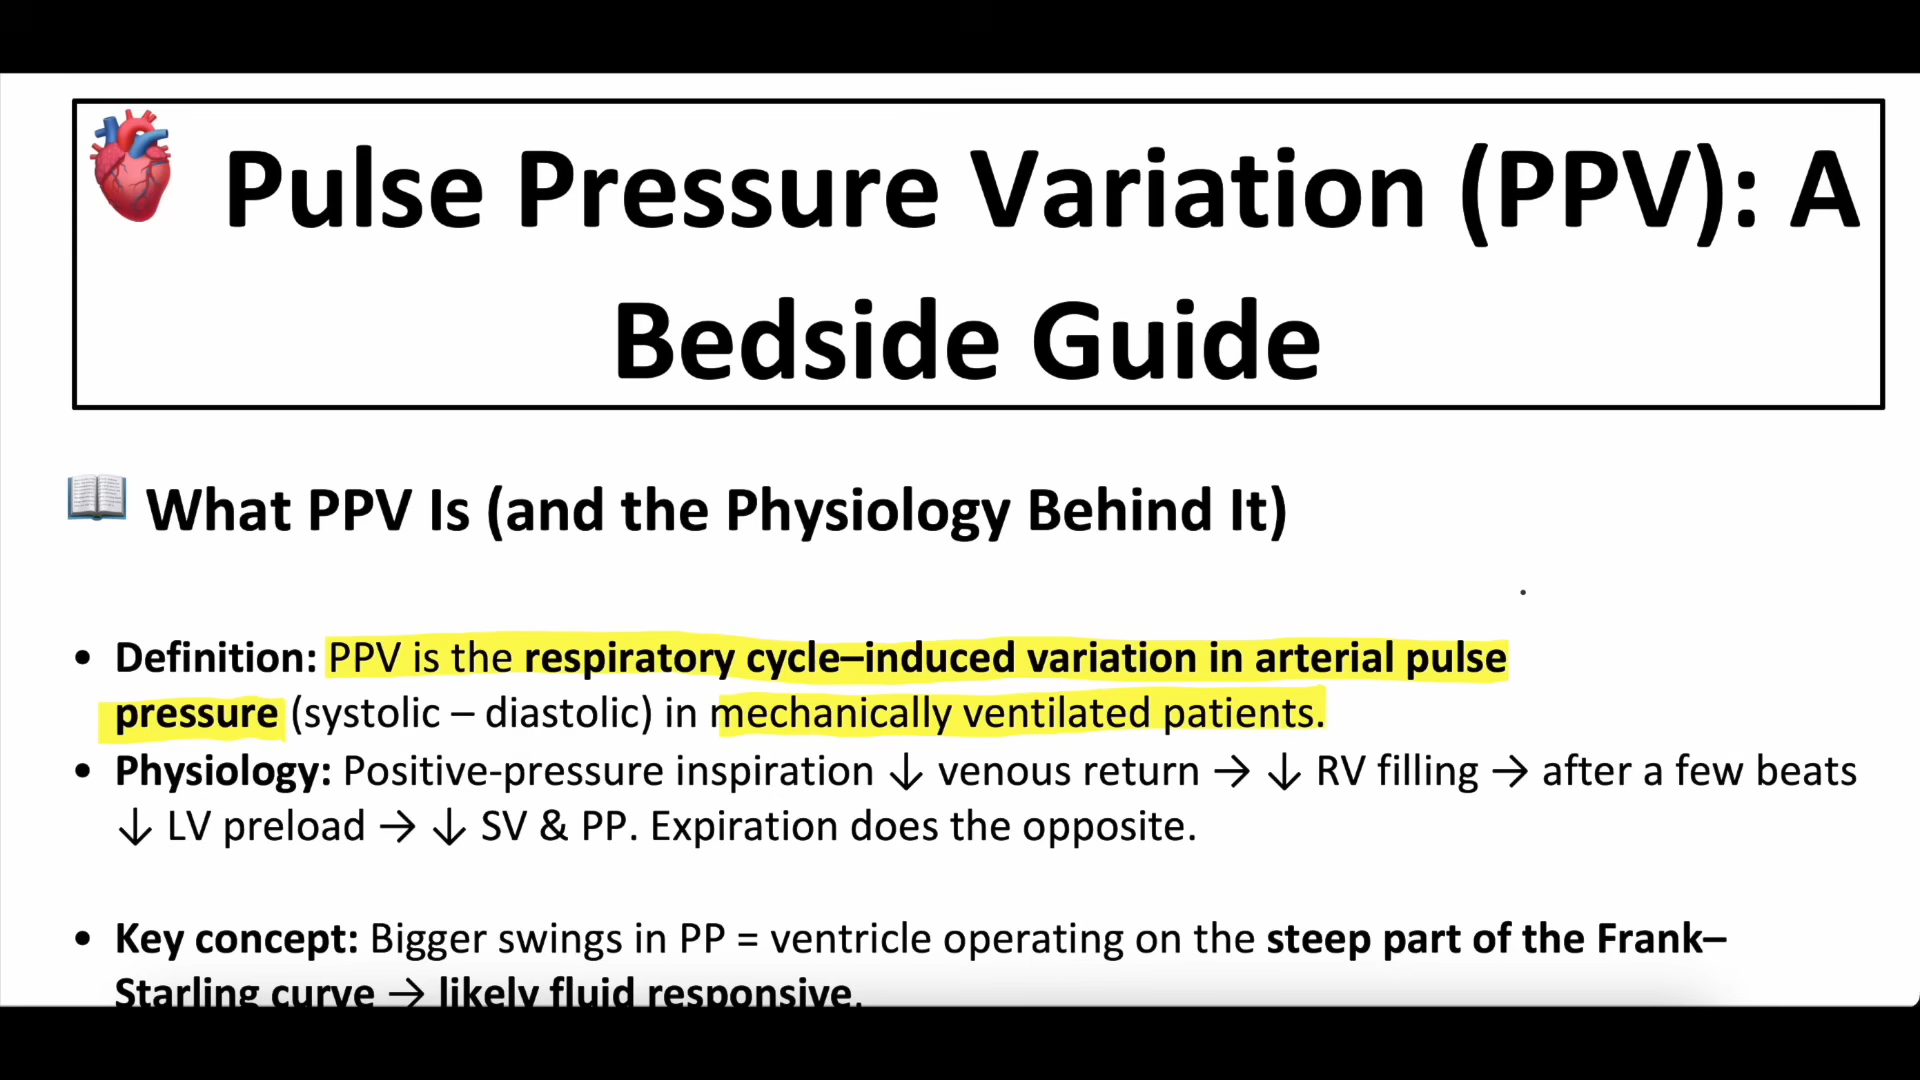 Pulse Pressure Variation (PPV): A
Bedside Guide
What PPV Is (and the Physiology Behind It)
• Definition: PPV is the respiratory cycle–induced variation in arterial pulse
pressure (systolic – diastolic) in mechanically ventilated patients.
• Physiology: Positive-pressure inspiration ↓ venous return → ↓ RV filling → after a few beats
↓ LV preload → ↓ SV & PP. Expiration does the opposite.
• Key concept: Bigger swings in PP = ventricle operating on the steep part of the Frank–
Starling curve → likely fluid responsive.